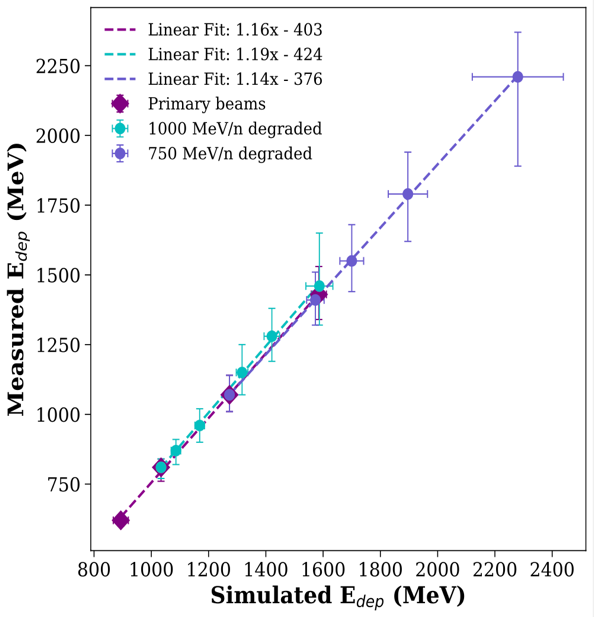 Linear Fit: 1.16x - 403
Linear Fit: 1.19x - 424
Linear Fit: 1.14x - 376
Primary beams
1000 MeV/n degraded
750 MeV/n degraded
2250
2000
1750
1500
1250
1000
750
Measured E_dep (MeV)
800 1000 1200 1400 1600 1800 2000 2200 2400
Simulated E_dep (MeV)